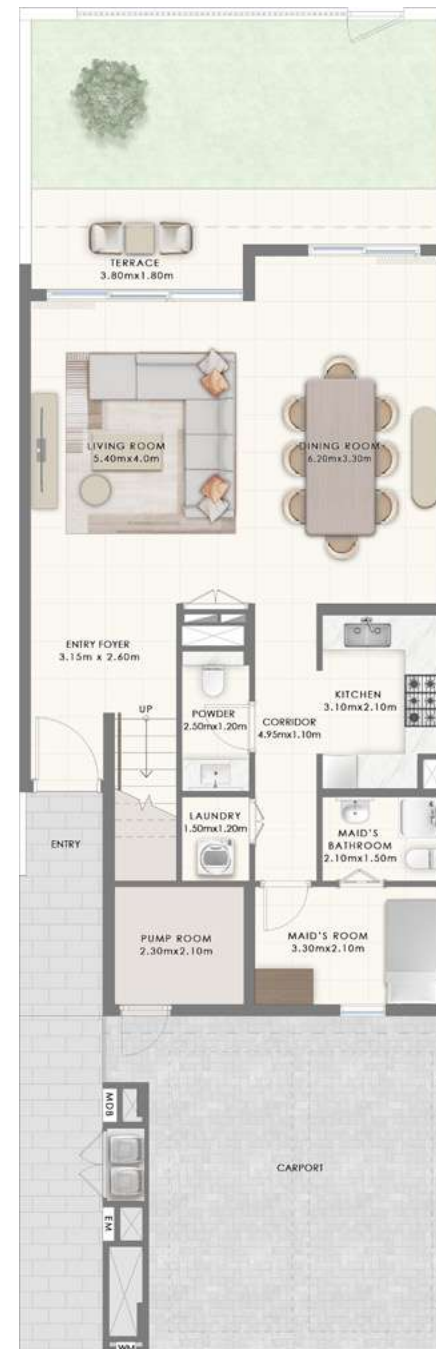 TERRACE
3.80mx1.80m
LIVING ROOM
5.40mx4.0m
DINING ROOM
6.20mx3.30m
ENTRY FOYER
3.15m x 2.60m
UP
POWDER
2.50mx1.20m
CORRIDOR
4.95mx1.10m
KITCHEN
3.10mx2.10m
LAUNDRY
1.50mx1.20m
MAID'S
BATHROOM
2.10mx1.50m
ENTRY
PUMP ROOM
2.30mx2.10m
MAID'S ROOM
3.30mx2.10m
MDB
CARPORT
EM
WM